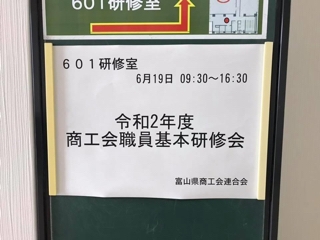 601研修室
601研修室
6月19日 09:30～16:30
令和2年度
商工会職員基本研修会
富山県商工会連合会